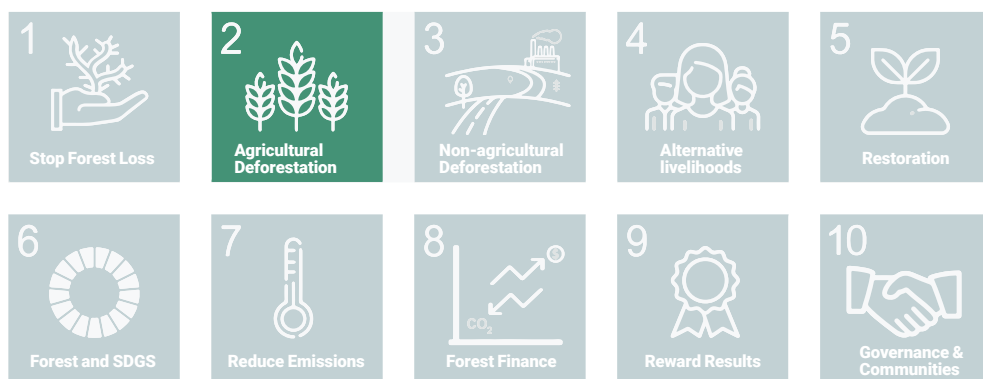 1
Stop Forest Loss
2
Agricultural
Deforestation
3
Non-agricultural
Deforestation
4
Alternative
livelihoods
5
Restoration
6
Forest and SDGS
7
Reduce Emissions
8
$
CO2
Forest Finance
9
Reward Results
10
Governance &
Communities